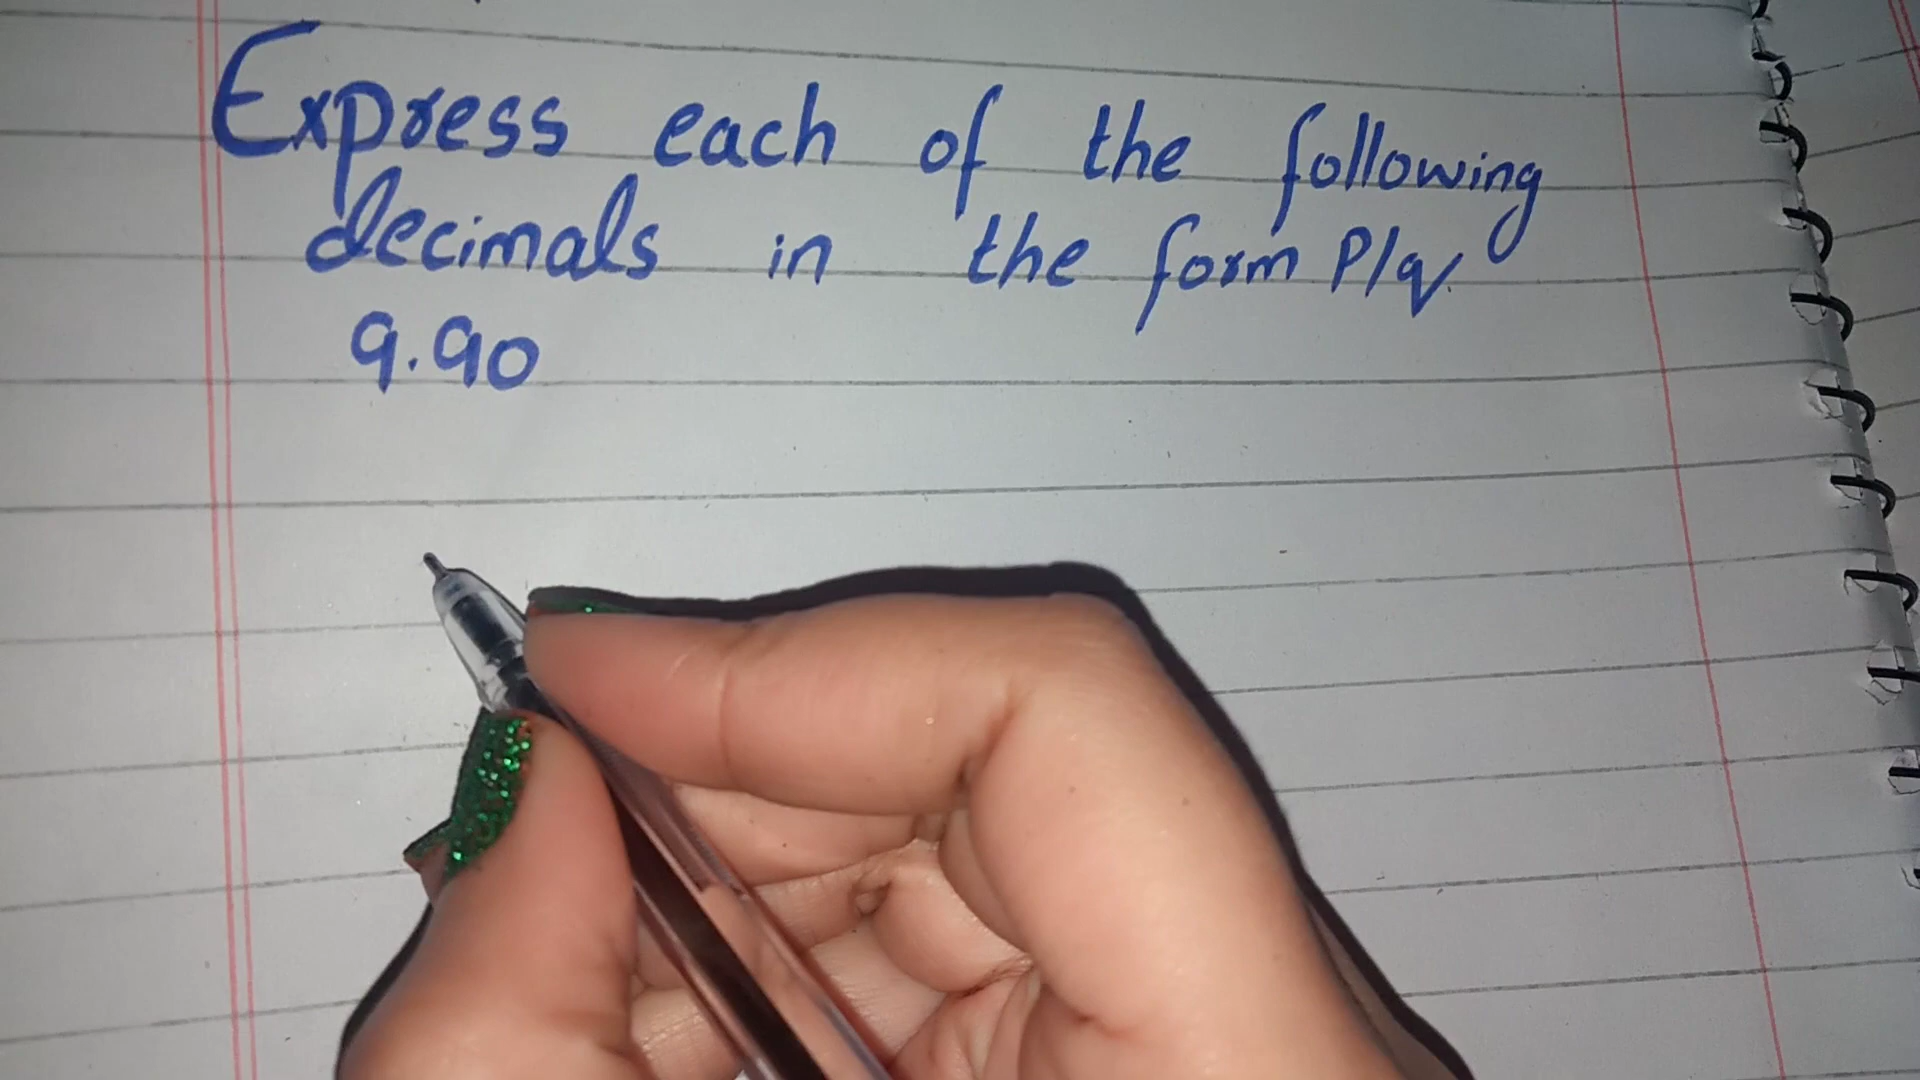 Express each of the following
decimals in the form P/q
9.90